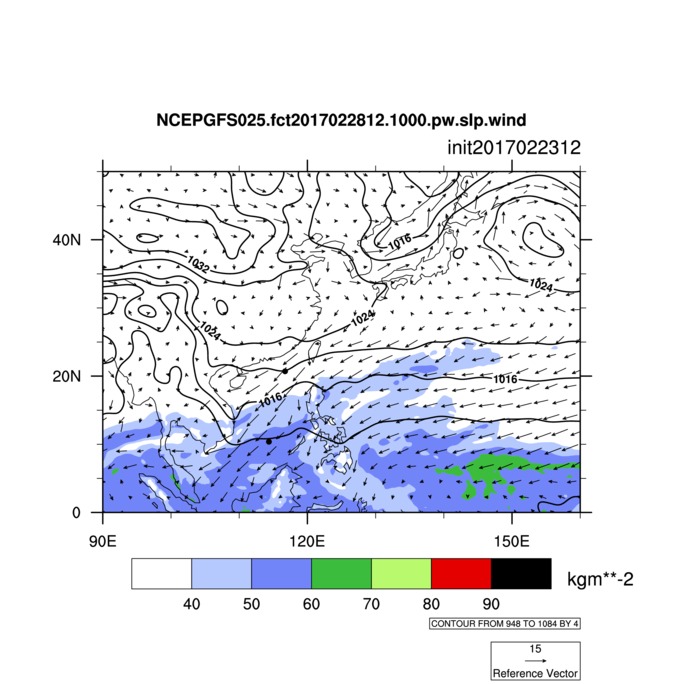 NCEPGFS025.fct2017022812.1000.pw.slp.wind
init2017022312
40N
20N
0
1016
1032
1024
1024
1024
1016
1016
90E
120E
150E
40
50
60
70
80
90
kgm**-2
CONTOUR FROM 948 TO 1084 BY 4
15
Reference Vector